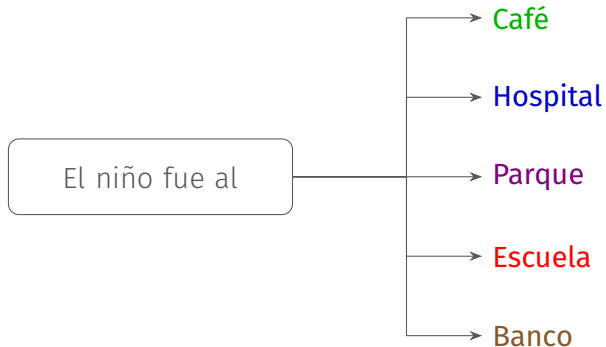 Café
Hospital
El niño fue al
Parque
Escuela
Banco